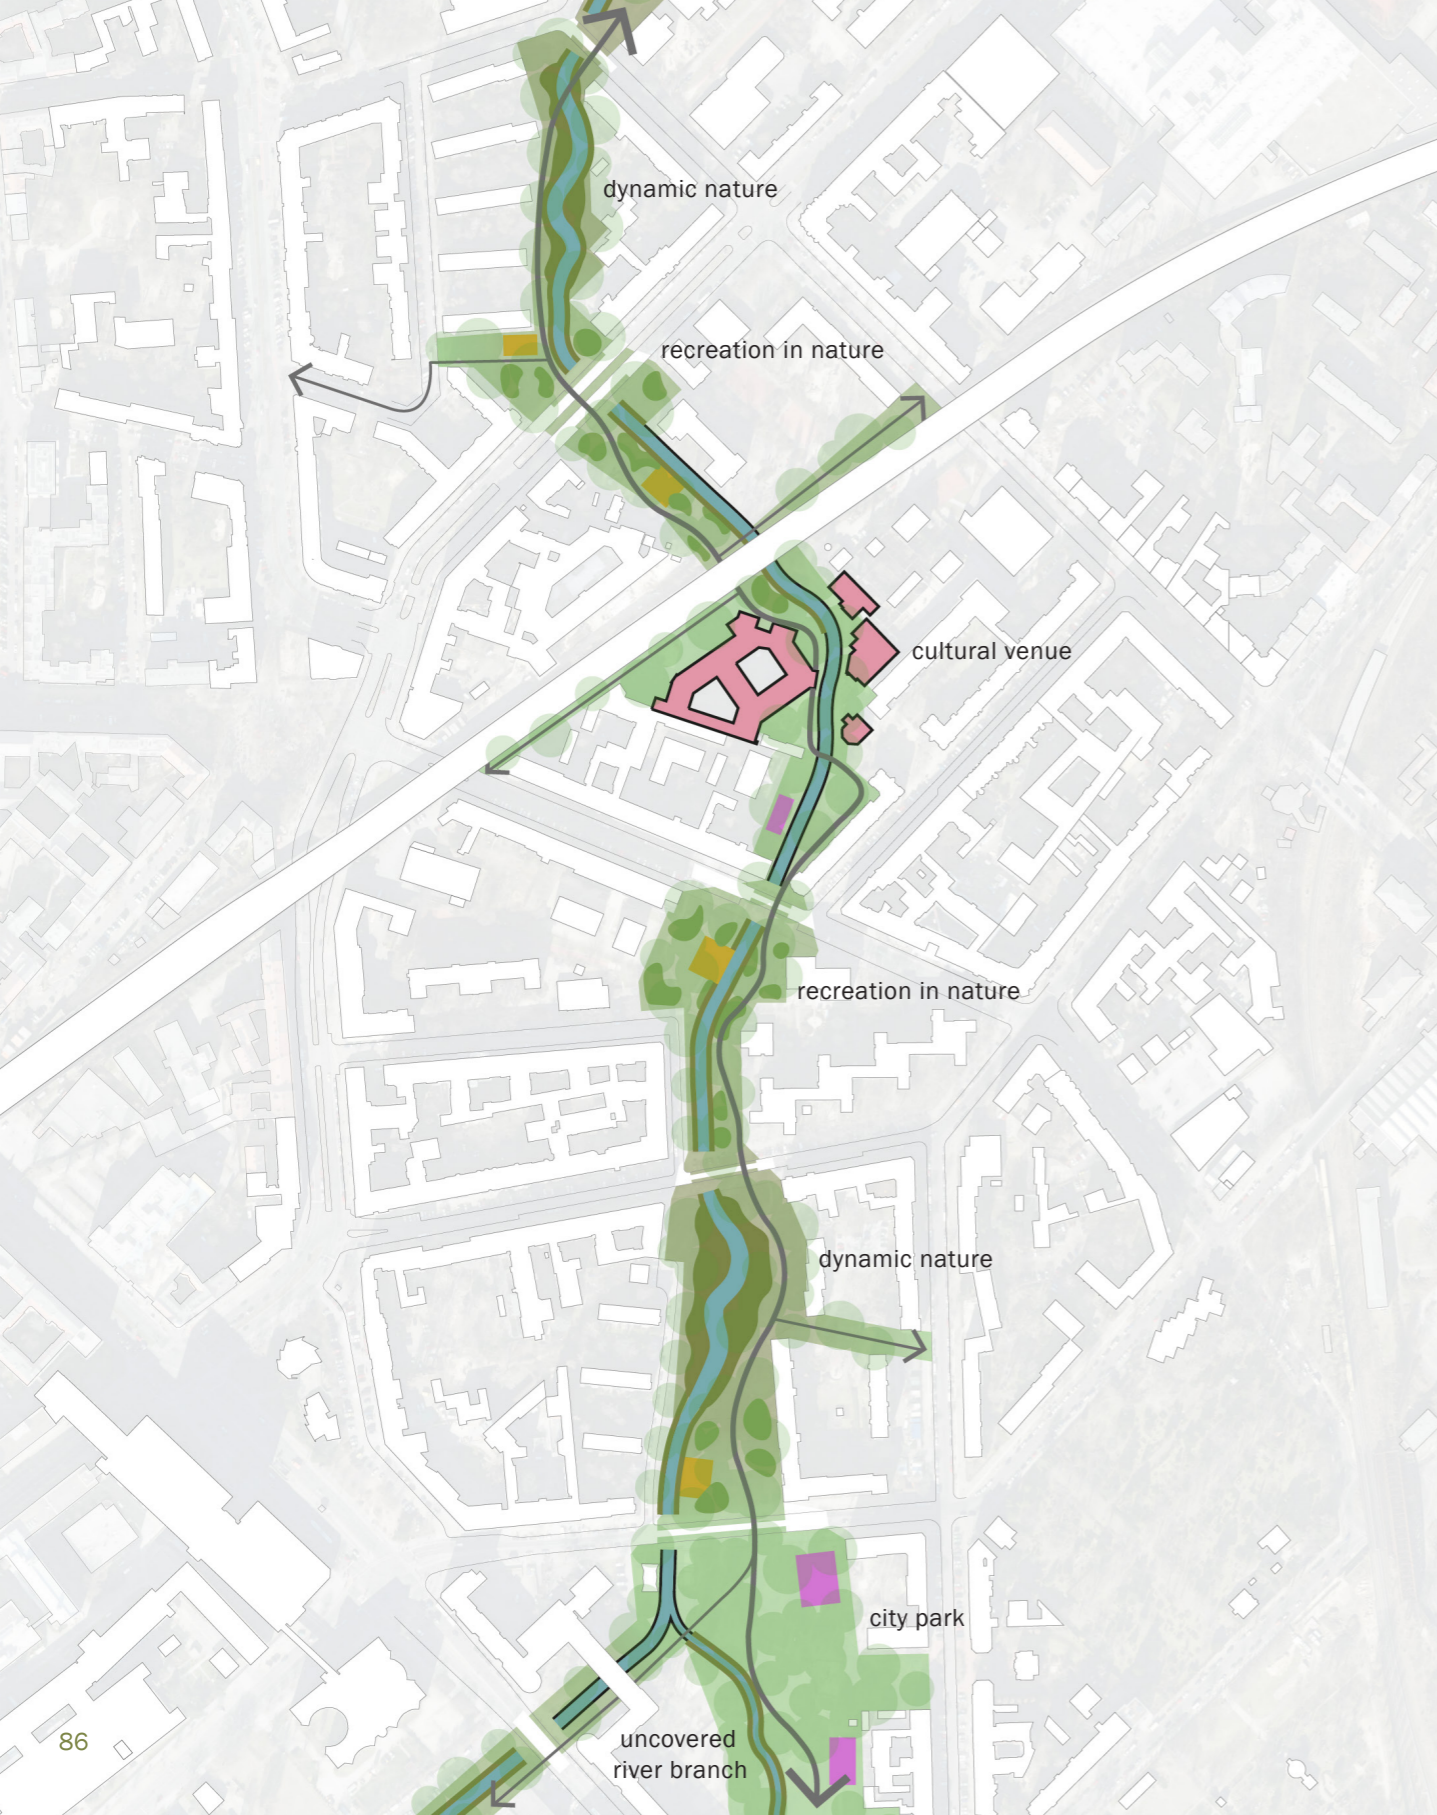 dynamic nature
recreation in nature
cultural venue
recreation in nature
dynamic nature
city park
uncovered
river branch
86